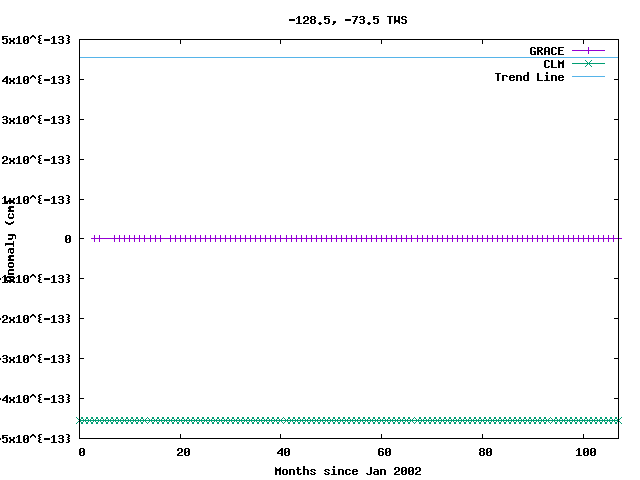 -128.5, -73.5 TWS
5x10^{-13}
4x10^{-13}
3x10^{-13}
2x10^{-13}
1x10^{-13}
0
-1x10^{-13}
-2x10^{-13}
-3x10^{-13}
-4x10^{-13}
-5x10^{-13}
Anomaly (cm)
GRACE
CLM
Trend Line
0 20 40 60 80 100
Months since Jan 2002